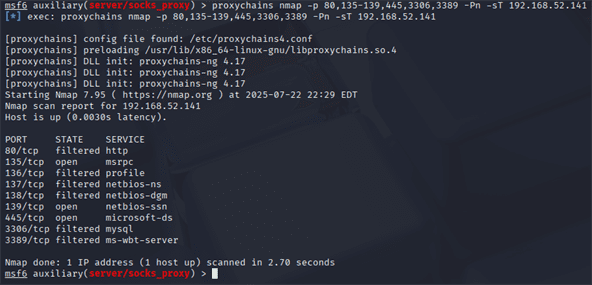 msf6 auxiliary(server/socks_proxy) > proxychains nmap -p 80,135-139,445,3306,3389 -Pn -sT 192.168.52.141
[*] exec: proxychains nmap -p 80,135-139,445,3306,3389 -Pn -sT 192.168.52.141
[proxychains] config file found: /etc/proxychains4.conf
[proxychains] preloading /usr/lib/x86_64-linux-gnu/libproxychains.so.4
[proxychains] DLL init: proxychains-ng 4.17
[proxychains] DLL init: proxychains-ng 4.17
[proxychains] DLL init: proxychains-ng 4.17
Starting Nmap 7.95 ( https://nmap.org ) at 2025-07-22 22:29 EDT
Nmap scan report for 192.168.52.141
Host is up (0.0030s latency).
PORT STATE SERVICE
80/tcp filtered http
135/tcp open msrpc
136/tcp filtered profile
137/tcp filtered netbios-ns
138/tcp filtered netbios-dgm
139/tcp open netbios-ssn
445/tcp open microsoft-ds
3306/tcp filtered mysql
3389/tcp filtered ms-wbt-server
Nmap done: 1 IP address (1 host up) scanned in 2.70 seconds
msf6 auxiliary(server/socks_proxy) >